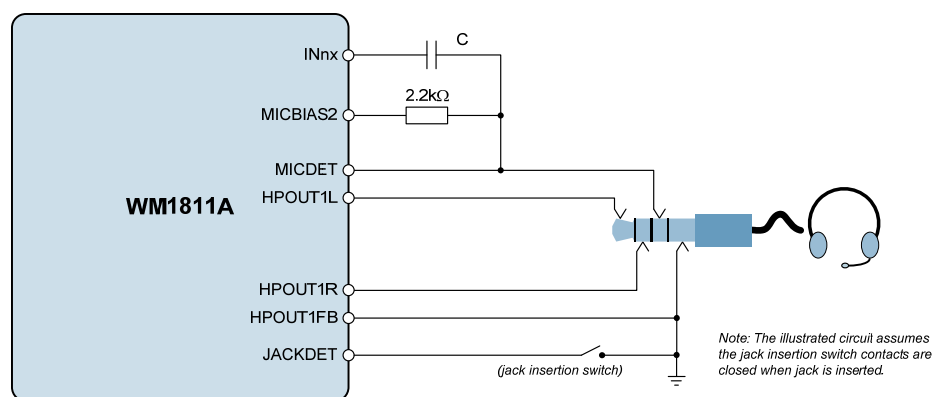 INnx
C
2.2kΩ
MICBIAS2
MICDET
HPOUT1L
WM1811A
HPOUT1R
HPOUT1FB
JACKDET
(jack insertion switch)
Note: The illustrated circuit assumes
the jack insertion switch contacts are
closed when jack is inserted.